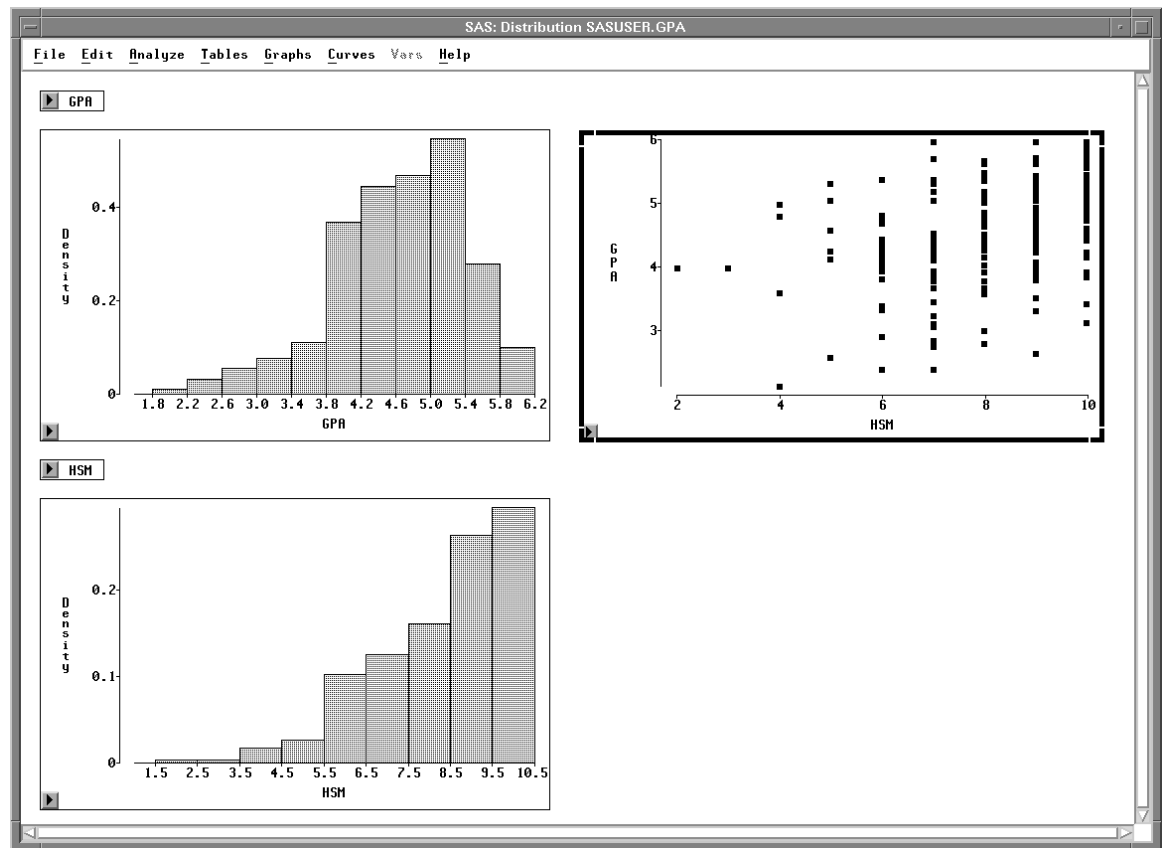 SAS: Distribution SASUSER.GPA
File Edit Analyze Tables Graphs Curves Vars Help
GPA
Density
0.4
0.2
0
1.8 2.2 2.6 3.0 3.4 3.8 4.2 4.6 5.0 5.4 5.8 6.2
GPA
GPA
6
5
4
3
2 4 6 8 10
HSM
HSM
Density
0.2
0.1
0
1.5 2.5 3.5 4.5 5.5 6.5 7.5 8.5 9.5 10.5
HSM